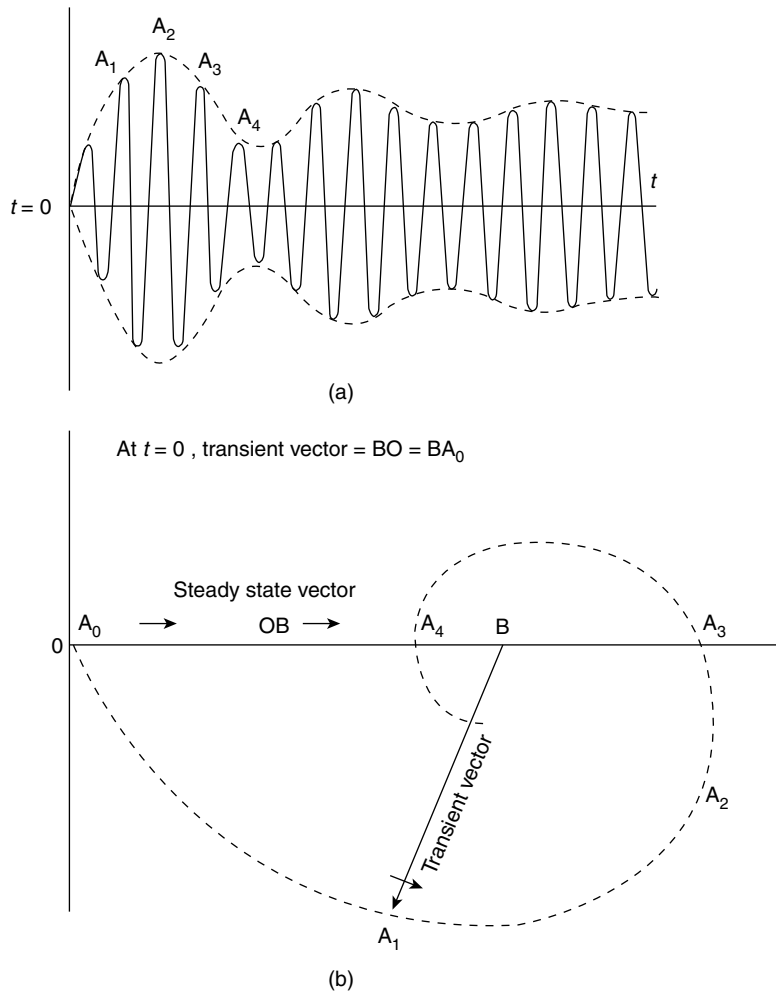 A₂
A₁
A₃
A₄
t
t = 0
(a)
At t = 0 , transient vector = BO = BA₀
Steady state vector
A₀
OB
A₄
B
A₃
0
Transient vector
A₂
A₁
(b)